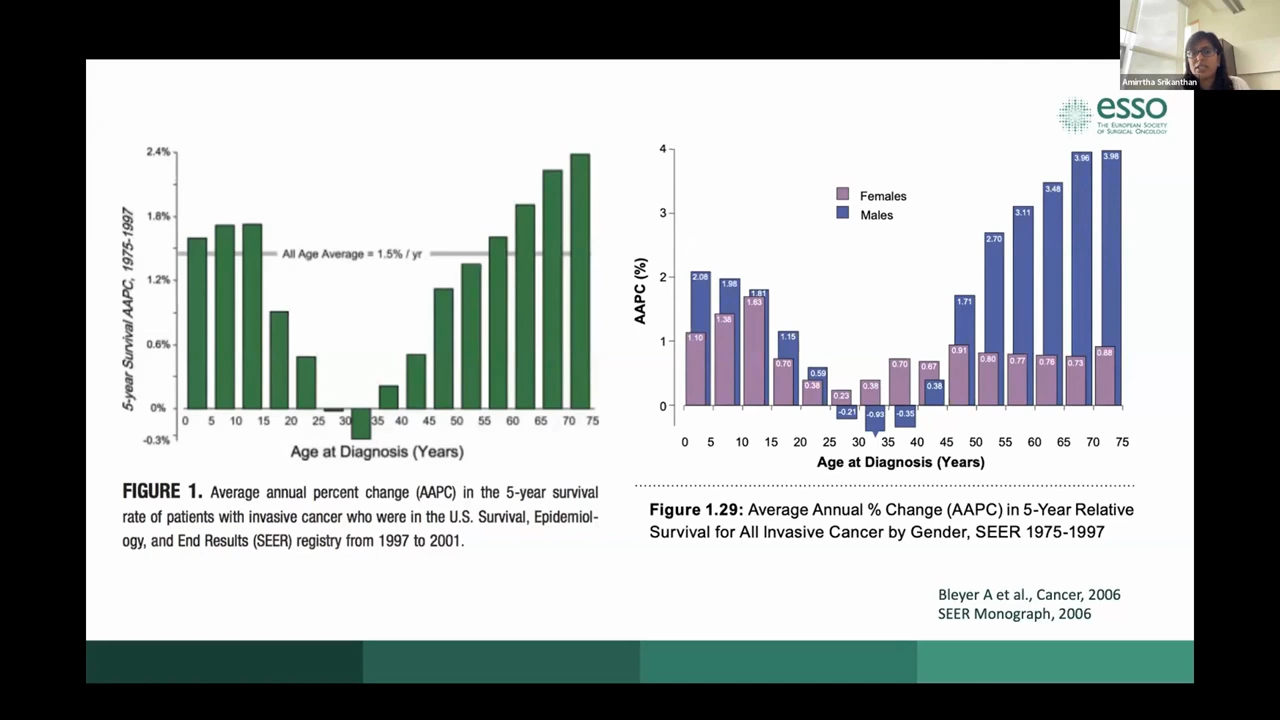 Amirrtha Srikanthan
esso
THE EUROPEAN SOCIETY
OF SURGICAL ONCOLOGY
5-year Survival AAPC, 1975-1997
2.4%
1.8%
1.2%
0.6%
0%
-0.3%
All Age Average = 1.5% / yr
0 5 10 15 20 25 30 35 40 45 50 55 60 65 70 75
Age at Diagnosis (Years)
FIGURE 1. Average annual percent change (AAPC) in the 5-year survival
rate of patients with invasive cancer who were in the U.S. Survival, Epidemiol-
ogy, and End Results (SEER) registry from 1997 to 2001.
AAPC (%)
4
3
2
1
0
Females
Males
2.08 1.98 1.81 1.15 0.59 -0.21 -0.93 -0.35 0.38 1.71 2.70 3.11 3.48 3.96 3.98
1.10 1.38 1.63 0.70 0.38 0.23 0.38 0.70 0.67 0.91 0.80 0.77 0.76 0.73 0.88
0 5 10 15 20 25 30 35 40 45 50 55 60 65 70 75
Age at Diagnosis (Years)
Figure 1.29: Average Annual % Change (AAPC) in 5-Year Relative
Survival for All Invasive Cancer by Gender, SEER 1975-1997
Bleyer A et al., Cancer, 2006
SEER Monograph, 2006